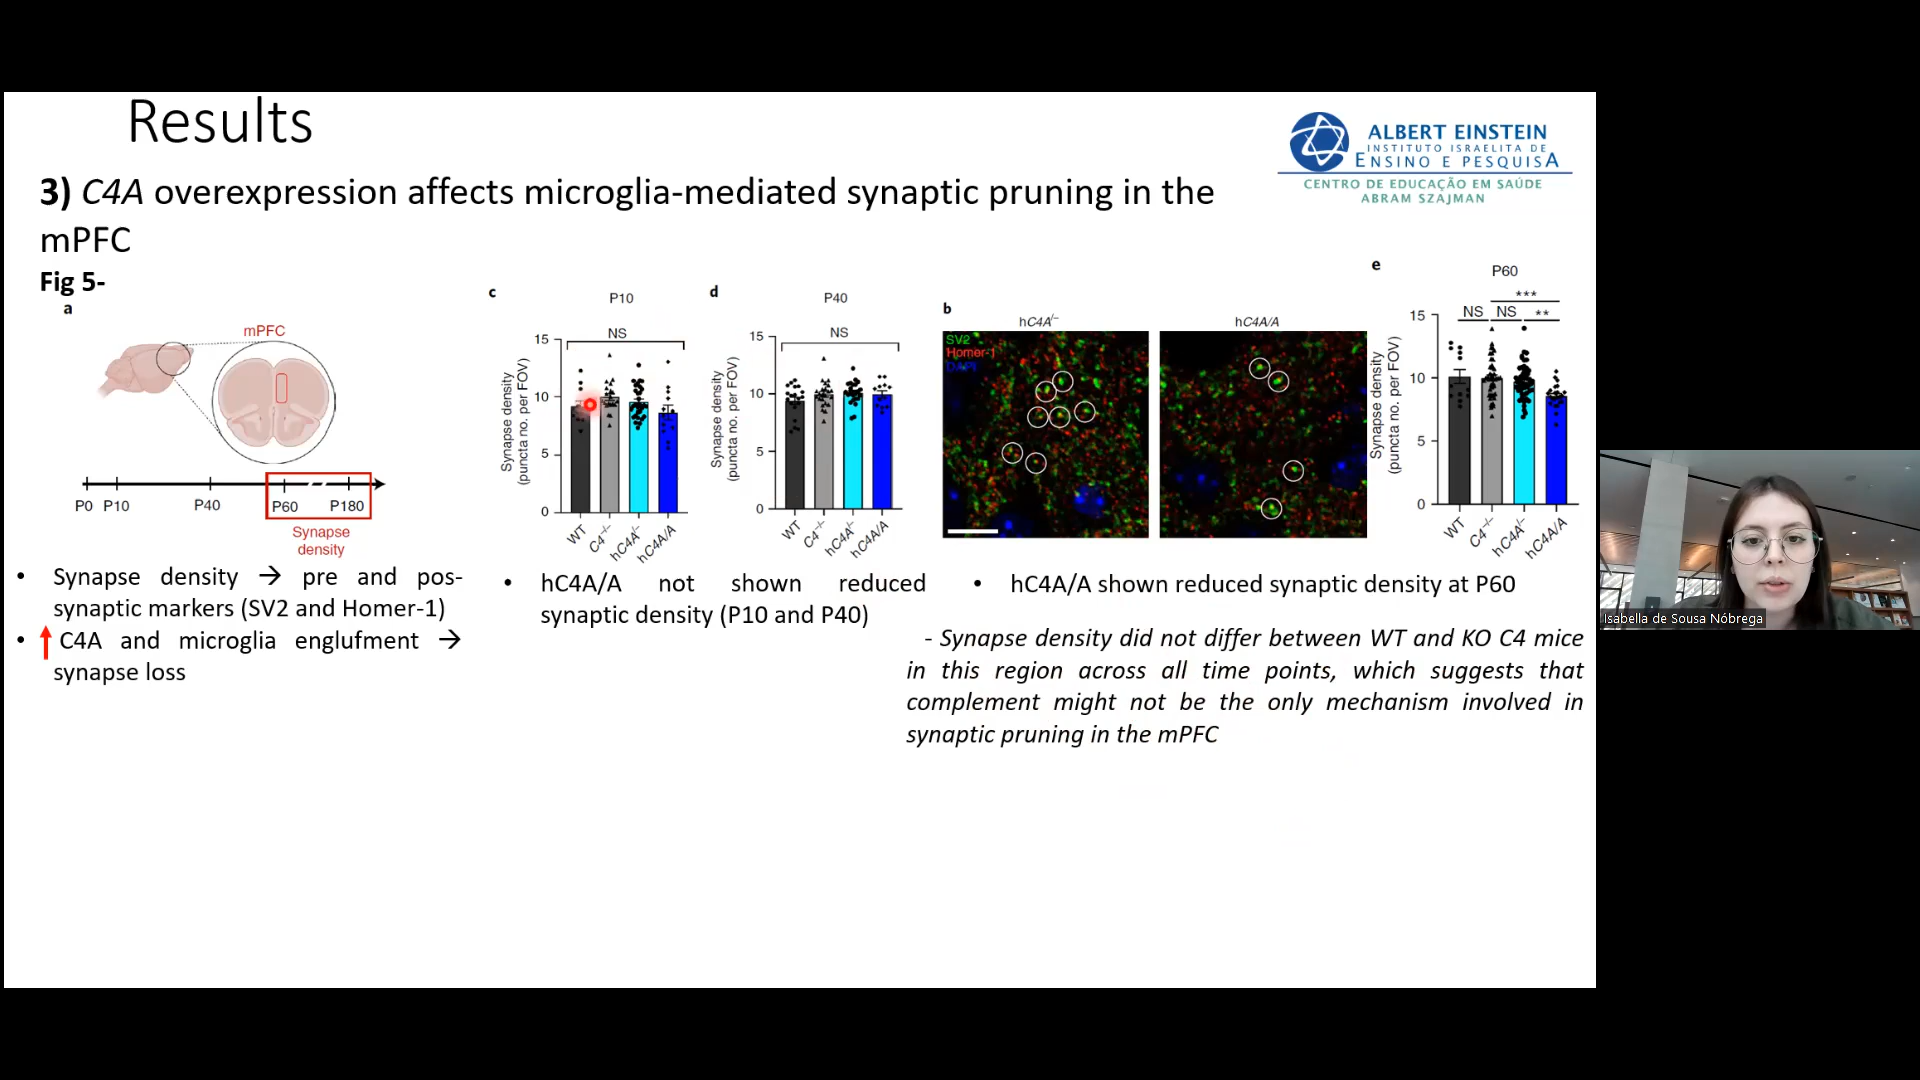 Results
ALBERT EINSTEIN
INSTITUTO ISRAELITA DE
ENSINO E PESQUISA
CENTRO DE EDUCAÇÃO EM SAÚDE
ABRAM SZAJMAN
3) C4A overexpression affects microglia-mediated synaptic pruning in the
mPFC
Fig 5-
a
mPFC
P0 P10 P40 P60 P180
Synapse
density
c
P10
NS
Synapse density
(puncta no. per FOV)
15
10
5
0
WT
C4⁻/⁻
hC4A/⁻
hC4A/A
d
P40
NS
Synapse density
(puncta no. per FOV)
15
10
5
0
WT
C4⁻/⁻
hC4A/⁻
hC4A/A
b
hC4A/⁻
hC4A/A
SV2
Homer-1
DAPI
e
P60
***
NS NS **
Synapse density
(puncta no. per FOV)
15
10
5
0
WT
C4⁻/⁻
hC4A/⁻
hC4A/A
• Synapse density → pre and pos-
synaptic markers (SV2 and Homer-1)
• C4A and microglia englufment →
synapse loss
• hC4A/A not shown reduced
synaptic density (P10 and P40)
• hC4A/A shown reduced synaptic density at P60
- Synapse density did not differ between WT and KO C4 mice
in this region across all time points, which suggests that
complement might not be the only mechanism involved in
synaptic pruning in the mPFC
Isabella de Sousa Nóbrega